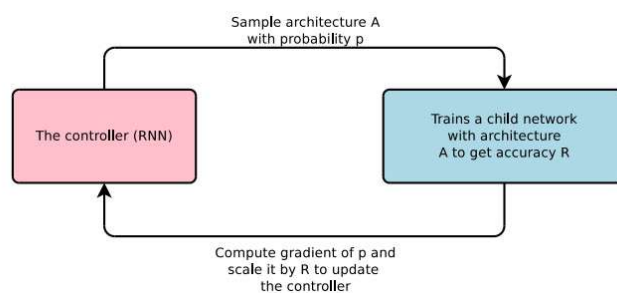 Sample architecture A
with probability p
The controller (RNN)
Trains a child network
with architecture
A to get accuracy R
Compute gradient of p and
scale it by R to update
the controller